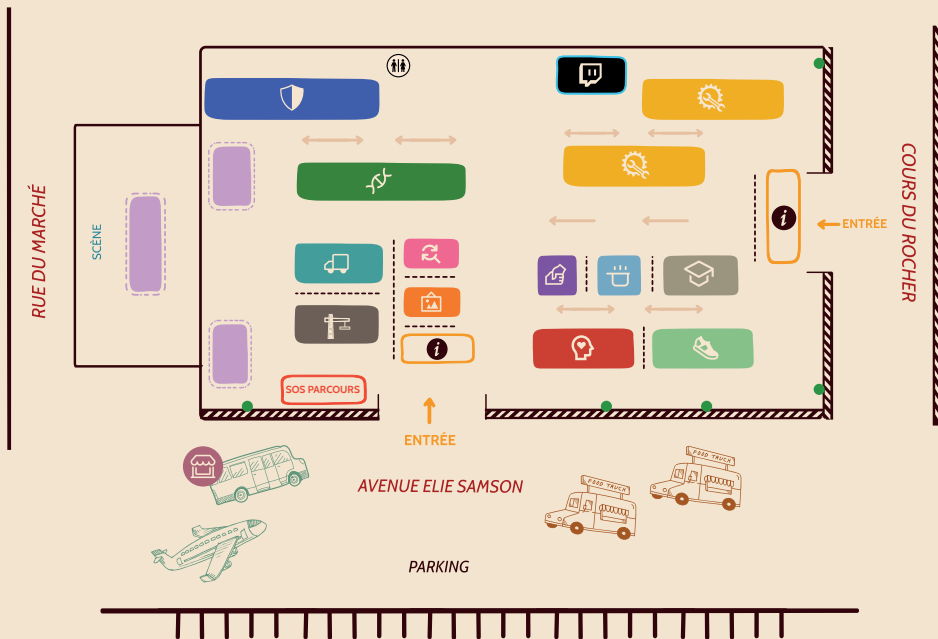 RUE DU MARCHÉ
SCÈNE
COURS DU ROCHER
i
ENTRÉE
i
SOS PARCOURS
ENTRÉE
AVENUE ELIE SAMSON
FOOD TRUCK
FOOD TRUCK
PARKING